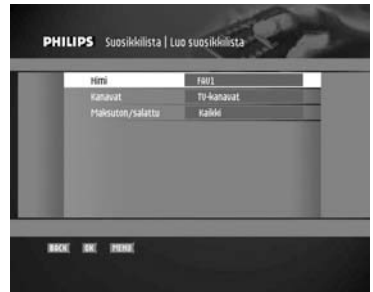 PHILIPS Suosikkilista | Luo suosikkilista
Nimi FAV1
Kanavat TV-kanavat
Maksuton/salattu Kaikki
BACK OK MENU